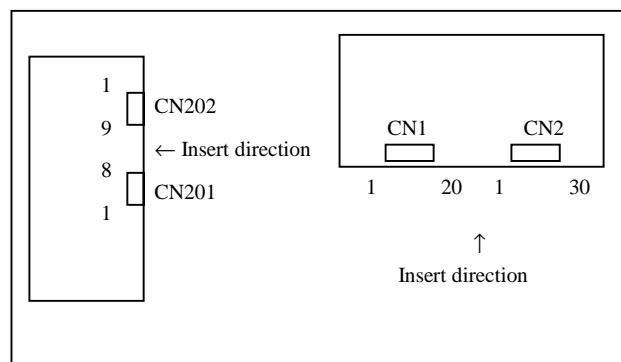 1
CN202
9
← Insert direction
8
CN201
1
CN1 CN2
1 20 1 30
↑
Insert direction